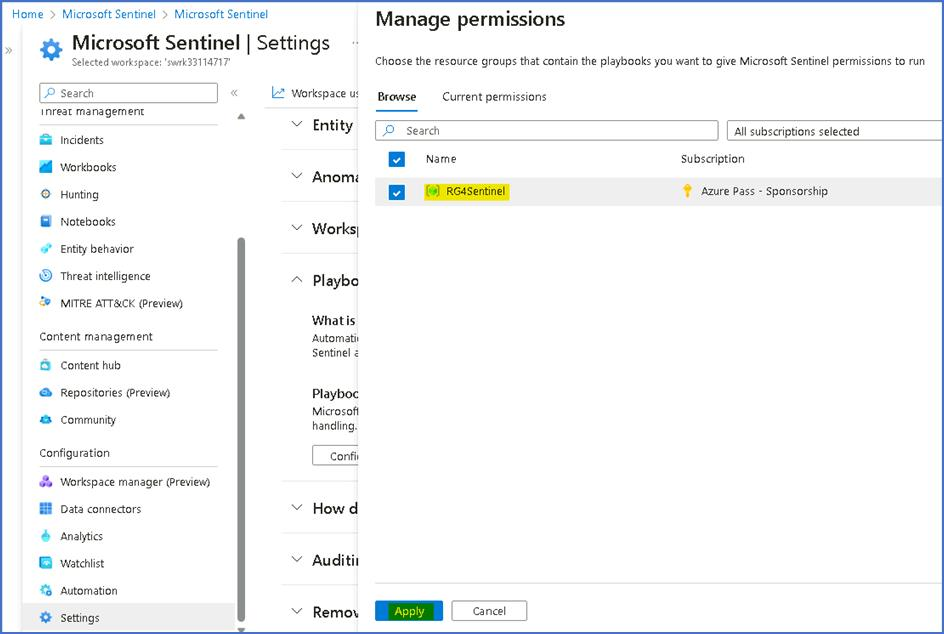 Home > Microsoft Sentinel > Microsoft Sentinel
Microsoft Sentinel | Settings ...
Selected workspace: 'swrk33114717'
Search
Threat management
Incidents
Workbooks
Hunting
Notebooks
Entity behavior
Threat intelligence
MITRE ATT&CK (Preview)
Content management
Content hub
Repositories (Preview)
Community
Configuration
Workspace manager (Preview)
Data connectors
Analytics
Watchlist
Automation
Settings
Workspace us
Entity
Anoma
Worksp
Playbo
What is
Automatic
Sentinel a
Playboo
Microsoft
handling.
Confi
How d
Auditin
Remov
Manage permissions
Choose the resource groups that contain the playbooks you want to give Microsoft Sentinel permissions to run
Browse Current permissions
Search All subscriptions selected
Name Subscription
RG4Sentinel Azure Pass - Sponsorship
Apply Cancel